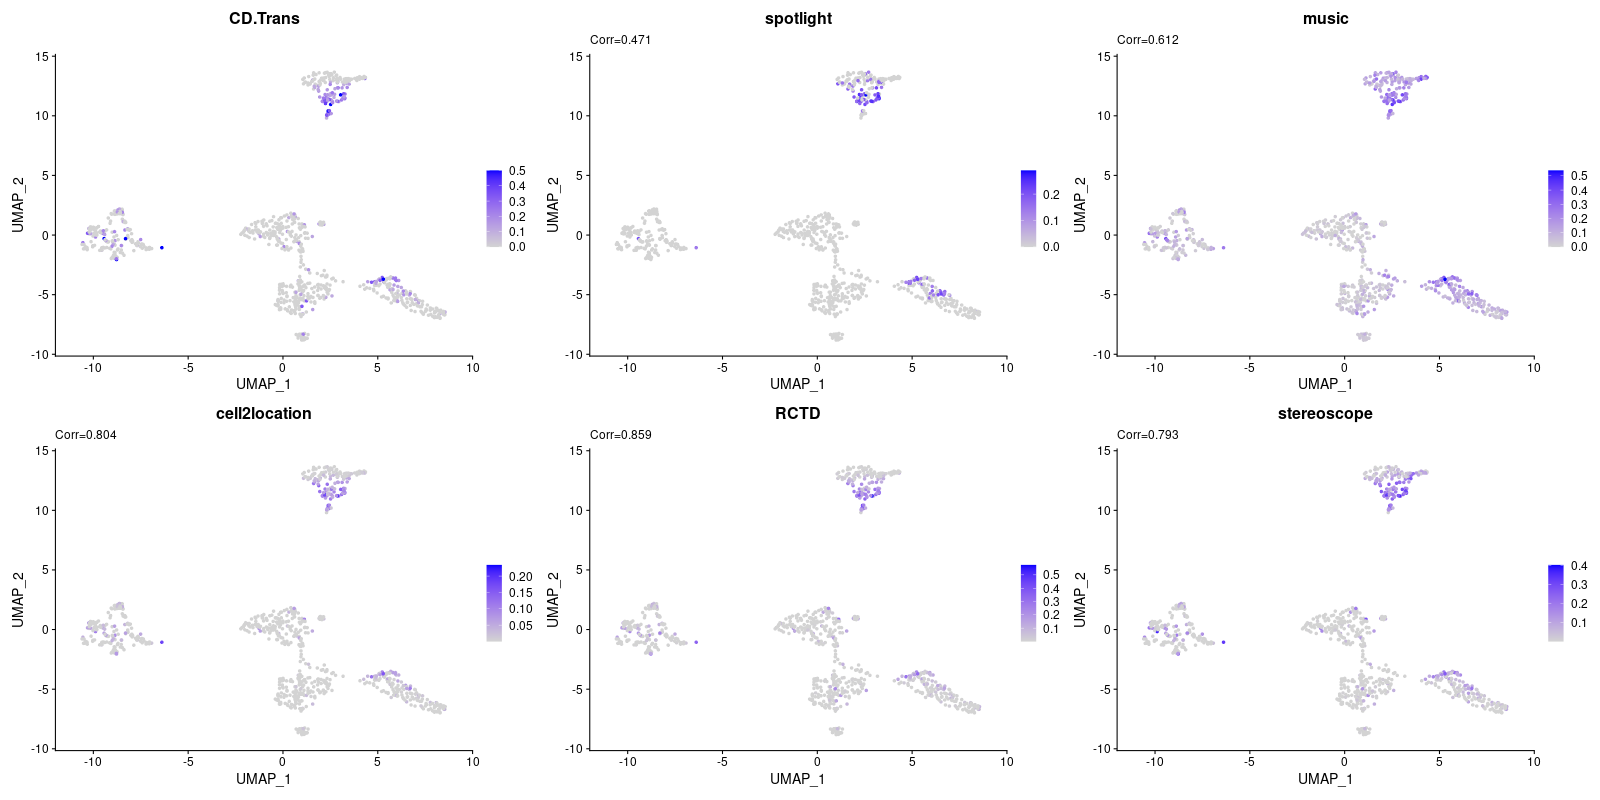 CD.Trans
15
10
5
0
-5
-10
-10 -5 0 5 10
UMAP_1
UMAP_2
0.5
0.4
0.3
0.2
0.1
0.0
spotlight
Corr=0.471
15
10
5
0
-5
-10
-10 -5 0 5 10
UMAP_1
UMAP_2
0.2
0.1
0.0
music
Corr=0.612
15
10
5
0
-5
-10
-10 -5 0 5 10
UMAP_1
UMAP_2
0.5
0.4
0.3
0.2
0.1
0.0
cell2location
Corr=0.804
15
10
5
0
-5
-10
-10 -5 0 5 10
UMAP_1
UMAP_2
0.20
0.15
0.10
0.05
RCTD
Corr=0.859
15
10
5
0
-5
-10
-10 -5 0 5 10
UMAP_1
UMAP_2
0.5
0.4
0.3
0.2
0.1
stereoscope
Corr=0.793
15
10
5
0
-5
-10
-10 -5 0 5 10
UMAP_1
UMAP_2
0.4
0.3
0.2
0.1